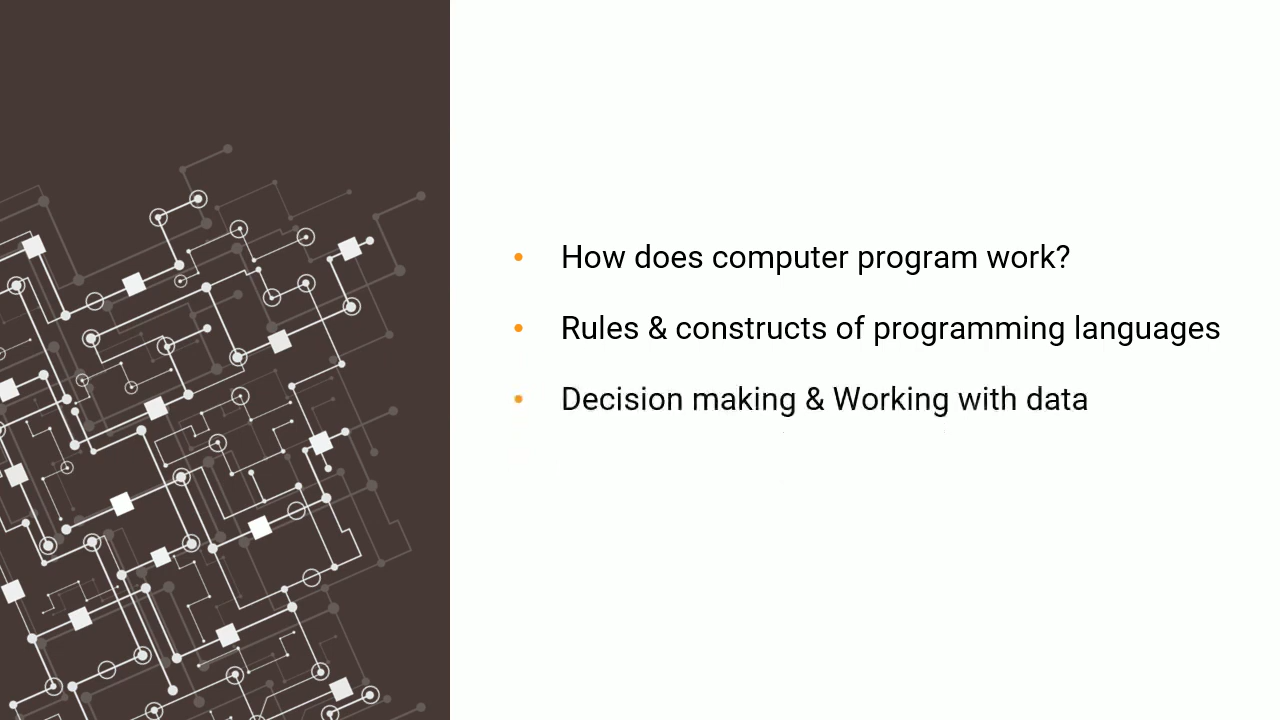 How does computer program work?
Rules & constructs of programming languages
Decision making & Working with data